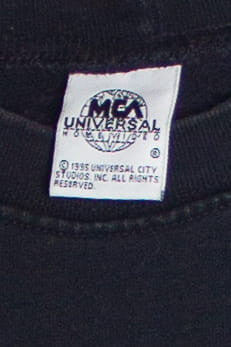 MCA
UNIVERSAL
HOME VIDEO
®
© 1995 UNIVERSAL CITY
STUDIOS, INC. ALL RIGHTS
RESERVED.